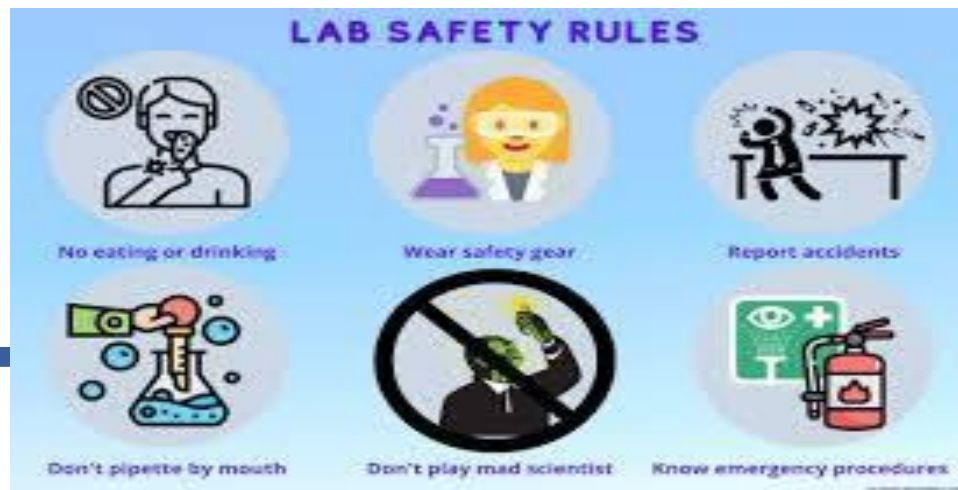 LAB SAFETY RULES
No eating or drinking
Wear safety gear
Report accidents
Don't pipette by mouth
Don't play mad scientist
Know emergency procedures